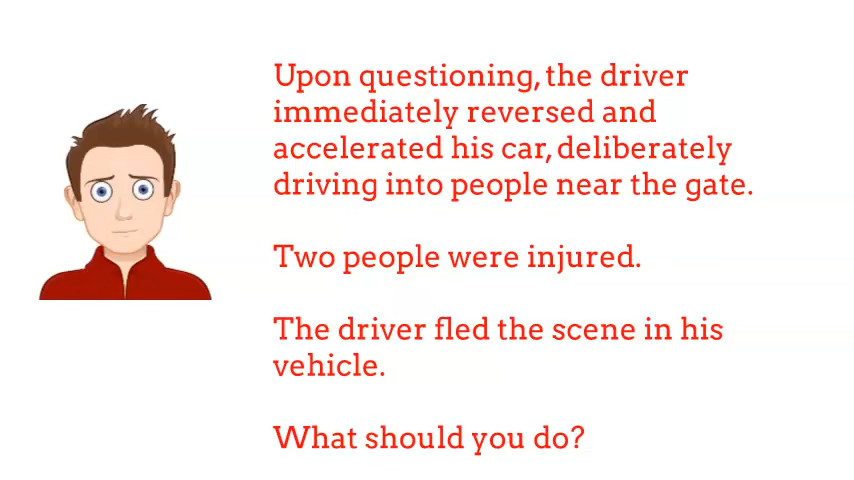 Upon questioning, the driver
immediately reversed and
accelerated his car, deliberately
driving into people near the gate.
Two people were injured.
The driver fled the scene in his
vehicle.
What should you do?